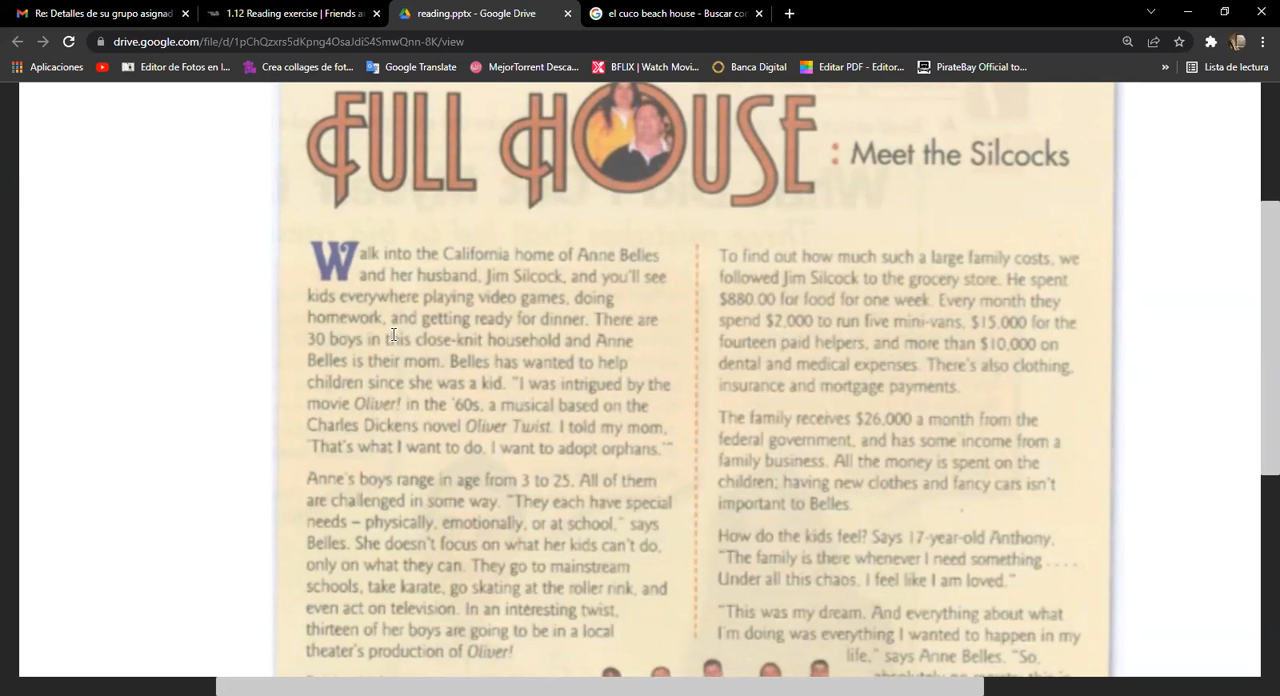 Re: Detalles de su grupo asignad
1.12 Reading exercise | Friends a
reading.pptx - Google Drive
el cuco beach house - Buscar con
drive.google.com/file/d/1pChQzxrs5dKpng4OsaJdiS4SmwQnn-8K/view
Aplicaciones
Editor de Fotos en l...
Crea collages de fot...
Google Translate
MejorTorrent Desca...
BFLIX | Watch Movi...
Banca Digital
Editar PDF - Editor...
PirateBay Official to...
»
Lista de lectura
FULL HOUSE : Meet the Silcocks
Walk into the California home of Anne Belles
and her husband, Jim Silcock, and you'll see
kids everywhere playing video games, doing
homework, and getting ready for dinner. There are
30 boys in this close-knit household and Anne
Belles is their mom. Belles has wanted to help
children since she was a kid. "I was intrigued by the
movie Oliver! in the '60s, a musical based on the
Charles Dickens novel Oliver Twist. I told my mom,
'That's what I want to do. I want to adopt orphans.'"
Anne's boys range in age from 3 to 25. All of them
are challenged in some way. "They each have special
needs – physically, emotionally, or at school," says
Belles. She doesn't focus on what her kids can't do,
only on what they can. They go to mainstream
schools, take karate, go skating at the roller rink, and
even act on television. In an interesting twist,
thirteen of her boys are going to be in a local
theater's production of Oliver!
To find out how much such a large family costs, we
followed Jim Silcock to the grocery store. He spent
$880.00 for food for one week. Every month they
spend $2,000 to run five mini-vans, $15,000 for the
fourteen paid helpers, and more than $10,000 on
dental and medical expenses. There's also clothing,
insurance and mortgage payments.
The family receives $26,000 a month from the
federal government, and has some income from a
family business. All the money is spent on the
children; having new clothes and fancy cars isn't
important to Belles.
How do the kids feel? Says 17-year-old Anthony,
"The family is there whenever I need something ....
Under all this chaos, I feel like I am loved."
"This was my dream. And everything about what
I'm doing was everything I wanted to happen in my
life," says Anne Belles. "So,